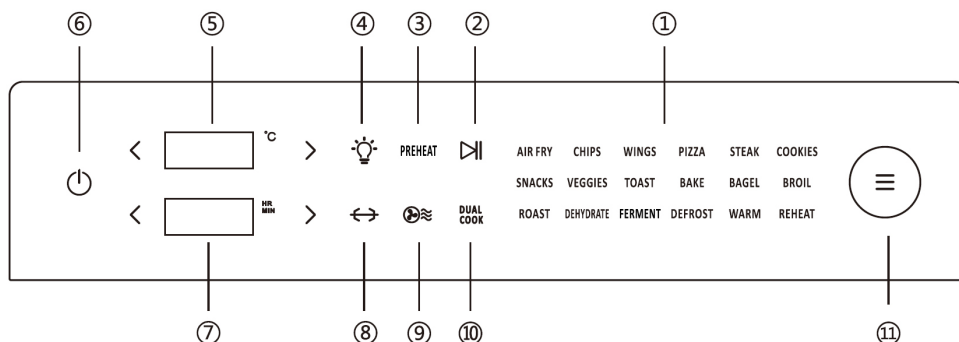 ⑥ ⑤ ④ ③ ② ①
°C
PREHEAT
AIR FRY CHIPS WINGS PIZZA STEAK COOKIES
SNACKS VEGGIES TOAST BAKE BAGEL BROIL
HR
MIN
DUAL
COOK
ROAST DEHYDRATE FERMENT DEFROST WARM REHEAT
⑦ ⑧ ⑨ ⑩ ⑪